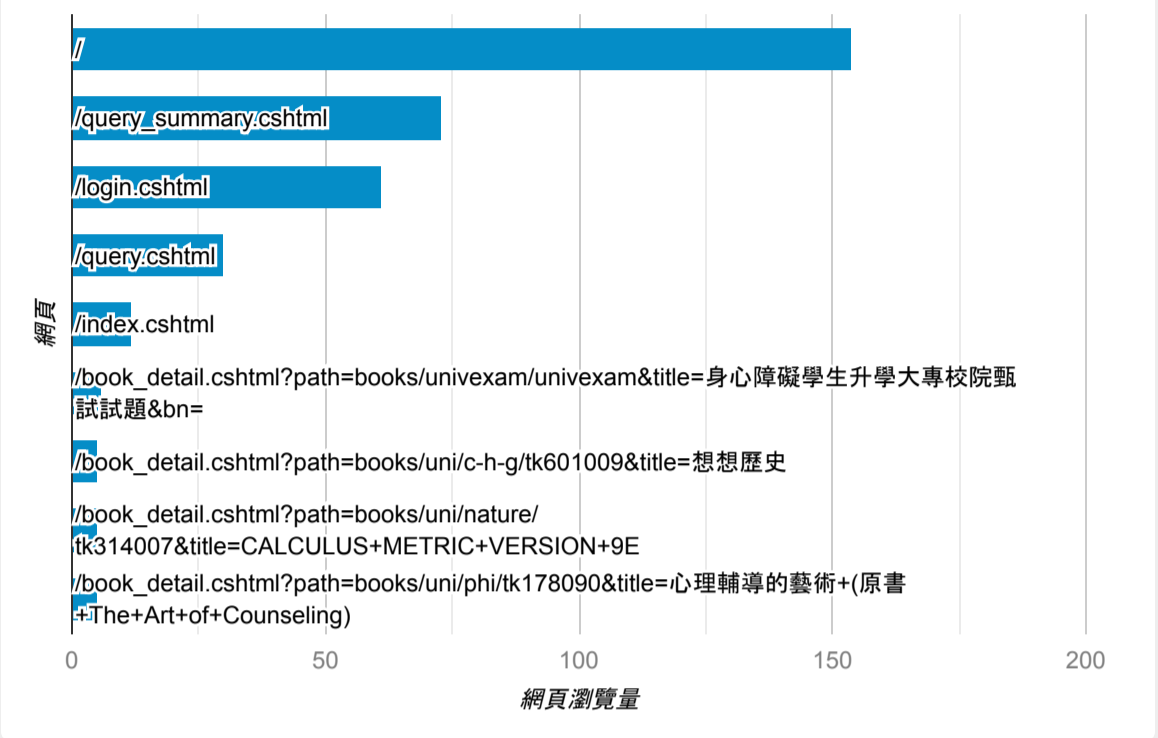 /
/query_summary.cshtml
/login.cshtml
/query.cshtml
/index.cshtml
/book_detail.cshtml?path=books/univexam/univexam&title=身心障礙學生升學大專校院甄
試試題&bn=
/book_detail.cshtml?path=books/uni/c-h-g/tk601009&title=想想歷史
/book_detail.cshtml?path=books/uni/nature/
tk314007&title=CALCULUS+METRIC+VERSION+9E
/book_detail.cshtml?path=books/uni/phi/tk178090&title=心理輔導的藝術+(原書
+The+Art+of+Counseling)
網頁
0 50 100 150 200
網頁瀏覽量